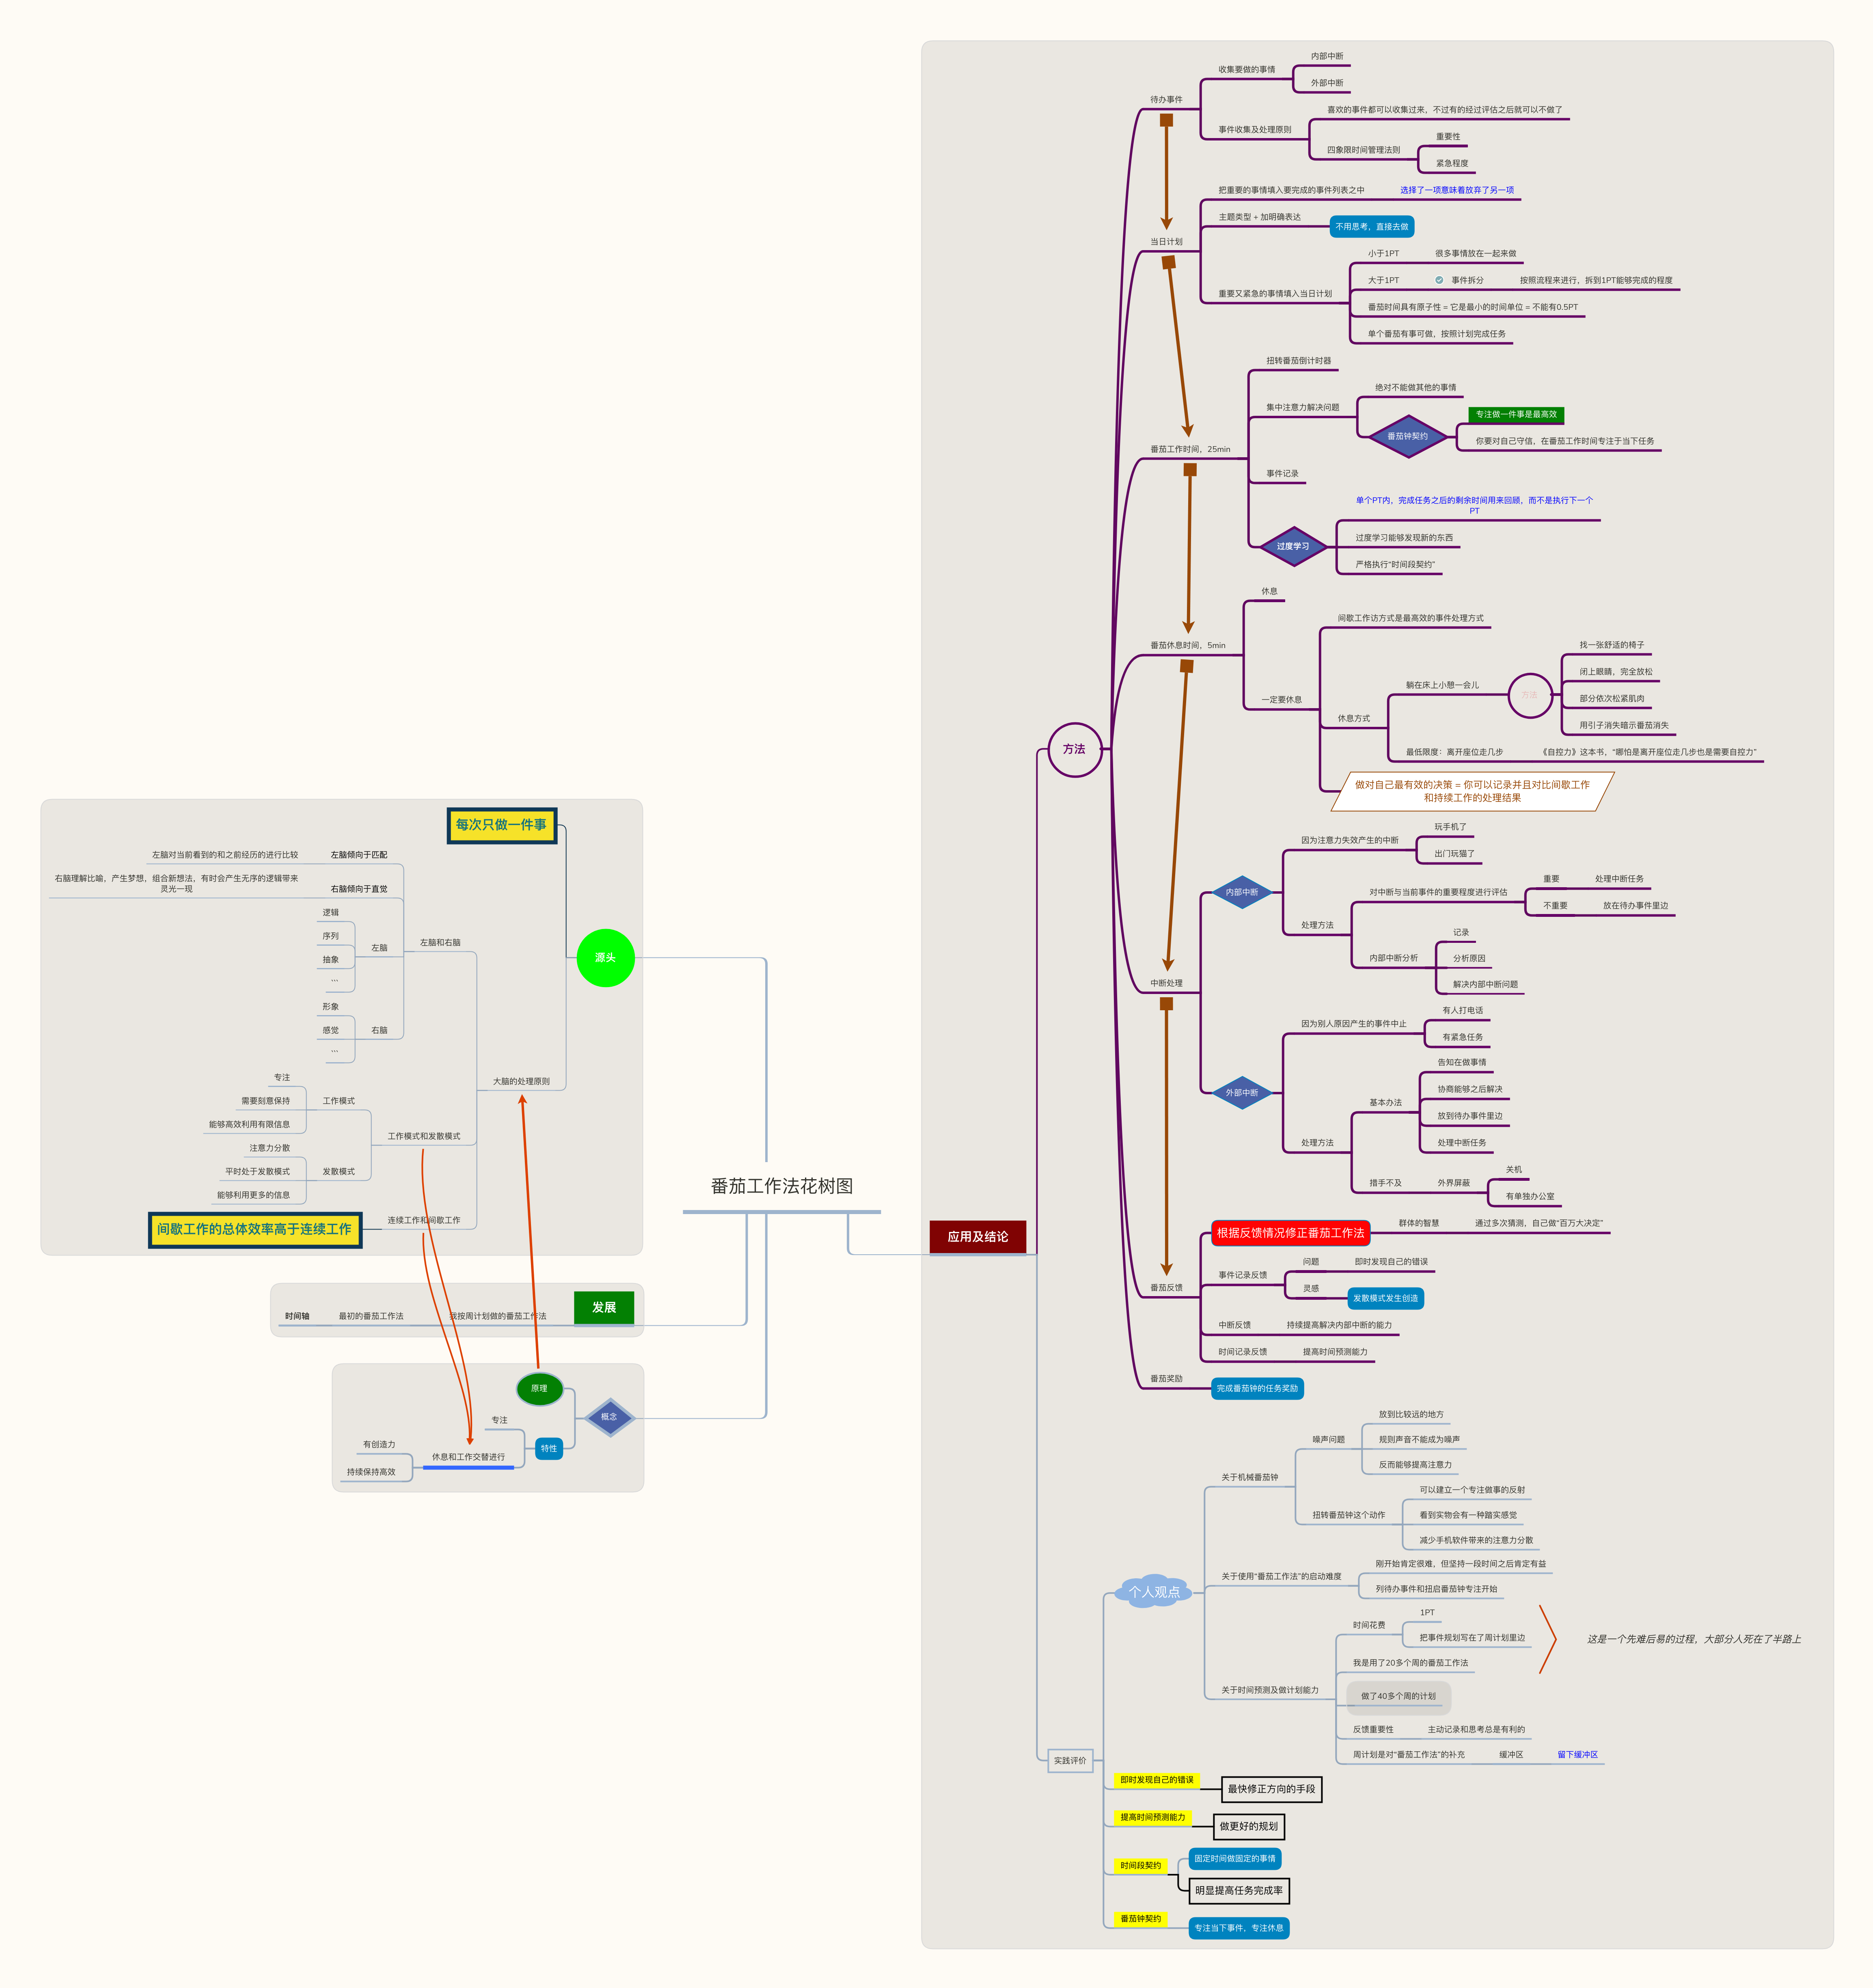 番茄工作法花树图
源头
每次只做一件事
大脑的处理原则
左脑和右脑
左脑倾向于匹配
左脑对当前看到的和之前经历的进行比较
右脑倾向于直觉
右脑理解比喻，产生梦想，组合新想法，有时会产生无序的逻辑带来
灵光一现
左脑
逻辑
序列
抽象
...
右脑
形象
感觉
...
工作模式和发散模式
工作模式
专注
需要刻意保持
能够高效利用有限信息
发散模式
注意力分散
平时处于发散模式
能够利用更多的信息
连续工作和间歇工作
间歇工作的总体效率高于连续工作
发展
我按周计划做的番茄工作法
最初的番茄工作法
时间轴
概念
原理
特性
专注
休息和工作交替进行
有创造力
持续保持高效
应用及结论
方法
待办事件
收集要做的事情
内部中断
外部中断
事件收集及处理原则
喜欢的事件都可以收集过来，不过有的经过评估之后就可以不做了
四象限时间管理法则
重要性
紧急程度
当日计划
把重要的事情填入要完成的事件列表之中
选择了一项意味着放弃了另一项
主题类型 + 加明确表达
不用思考，直接去做
重要又紧急的事情填入当日计划
小于1PT
很多事情放在一起来做
大于1PT
事件拆分
按照流程来进行，拆到1PT能够完成的程度
番茄时间具有原子性 = 它是最小的时间单位 = 不能有0.5PT
单个番茄有事可做，按照计划完成任务
番茄工作时间，25min
扭转番茄倒计时器
集中注意力解决问题
绝对不能做其他的事情
番茄钟契约
专注做一件事是最高效
你要对自己守信，在番茄工作时间专注于当下任务
事件记录
过度学习
单个PT内，完成任务之后的剩余时间用来回顾，而不是执行下一个
PT
过度学习能够发现新的东西
严格执行“时间段契约”
番茄休息时间，5min
休息
一定要休息
间歇工作访方式是最高效的事件处理方式
休息方式
躺在床上小憩一会儿
方法
找一张舒适的椅子
闭上眼睛，完全放松
部分依次松紧肌肉
用引子消失暗示番茄消失
最低限度：离开座位走几步
《自控力》这本书，“哪怕是离开座位走几步也是需要自控力”
做对自己最有效的决策 = 你可以记录并且对比间歇工作
和持续工作的处理结果
中断处理
内部中断
因为注意力失效产生的中断
玩手机了
出门玩猫了
处理方法
对中断与当前事件的重要程度进行评估
重要
处理中断任务
不重要
放在待办事件里边
内部中断分析
记录
分析原因
解决内部中断问题
外部中断
因为别人原因产生的事件中止
有人打电话
有紧急任务
处理方法
基本办法
告知在做事情
协商能够之后解决
放到待办事件里边
处理中断任务
措手不及
外界屏蔽
关机
有单独办公室
番茄反馈
根据反馈情况修正番茄工作法
群体的智慧
通过多次猜测，自己做“百万大决定”
事件记录反馈
问题
即时发现自己的错误
灵感
发散模式发生创造
中断反馈
持续提高解决内部中断的能力
时间记录反馈
提高时间预测能力
番茄奖励
完成番茄钟的任务奖励
实践评价
个人观点
关于机械番茄钟
噪声问题
放到比较远的地方
规则声音不能成为噪声
反而能够提高注意力
扭转番茄钟这个动作
可以建立一个专注做事的反射
看到实物会有一种踏实感觉
减少手机软件带来的注意力分散
关于使用“番茄工作法”的启动难度
刚开始肯定很难，但坚持一段时间之后肯定有益
列待办事件和扭启番茄钟专注开始
关于时间预测及做计划能力
时间花费
1PT
把事件规划写在了周计划里边
我是用了20多个周的番茄工作法
做了40多个周的计划
反馈重要性
主动记录和思考总是有利的
周计划是对“番茄工作法”的补充
缓冲区
留下缓冲区
这是一个先难后易的过程，大部分人死在了半路上
即时发现自己的错误
最快修正方向的手段
提高时间预测能力
做更好的规划
时间段契约
固定时间做固定的事情
明显提高任务完成率
番茄钟契约
专注当下事件，专注休息